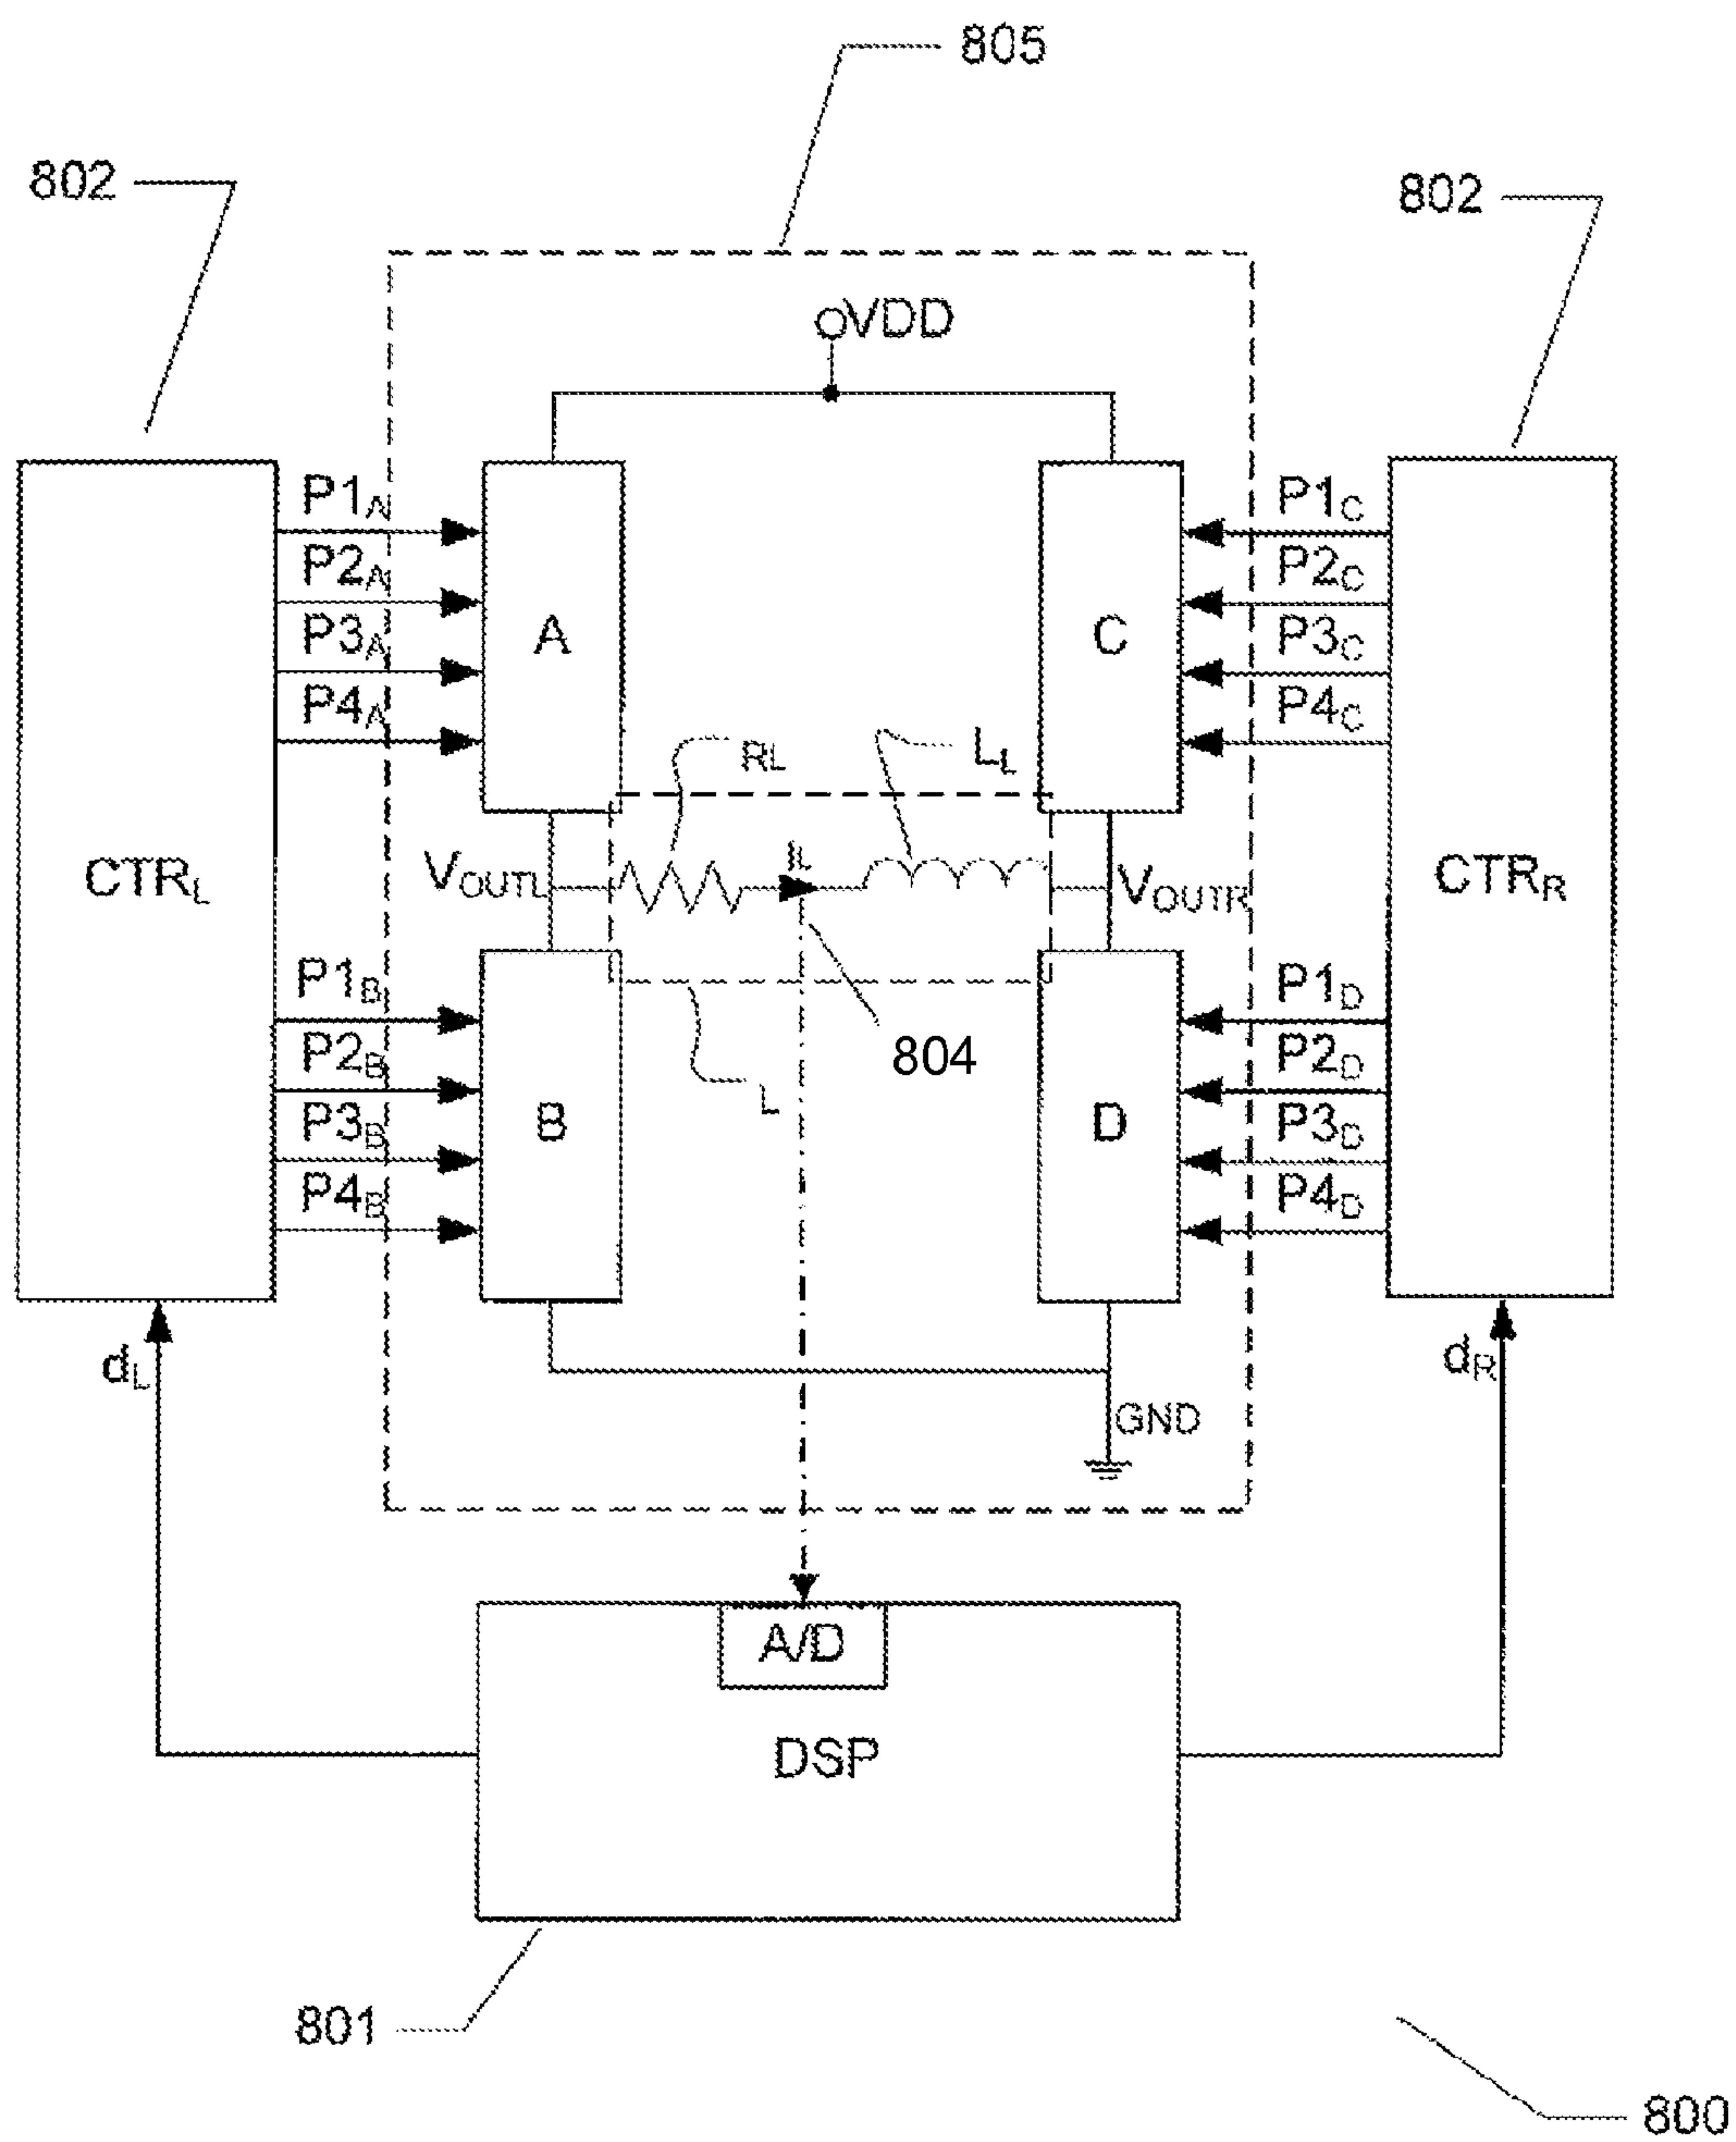 805
802
802
VDD
P1A
P2A
P3A
P4A
A
C
P1C
P2C
P3C
P4C
RL
LL
IL
CTRL
VOUTL
VOUTR
CTRR
804
L
P1B
P2B
P3B
P4B
B
D
P1D
P2D
P3D
P4D
dL
dR
GND
A/D
DSP
801
800